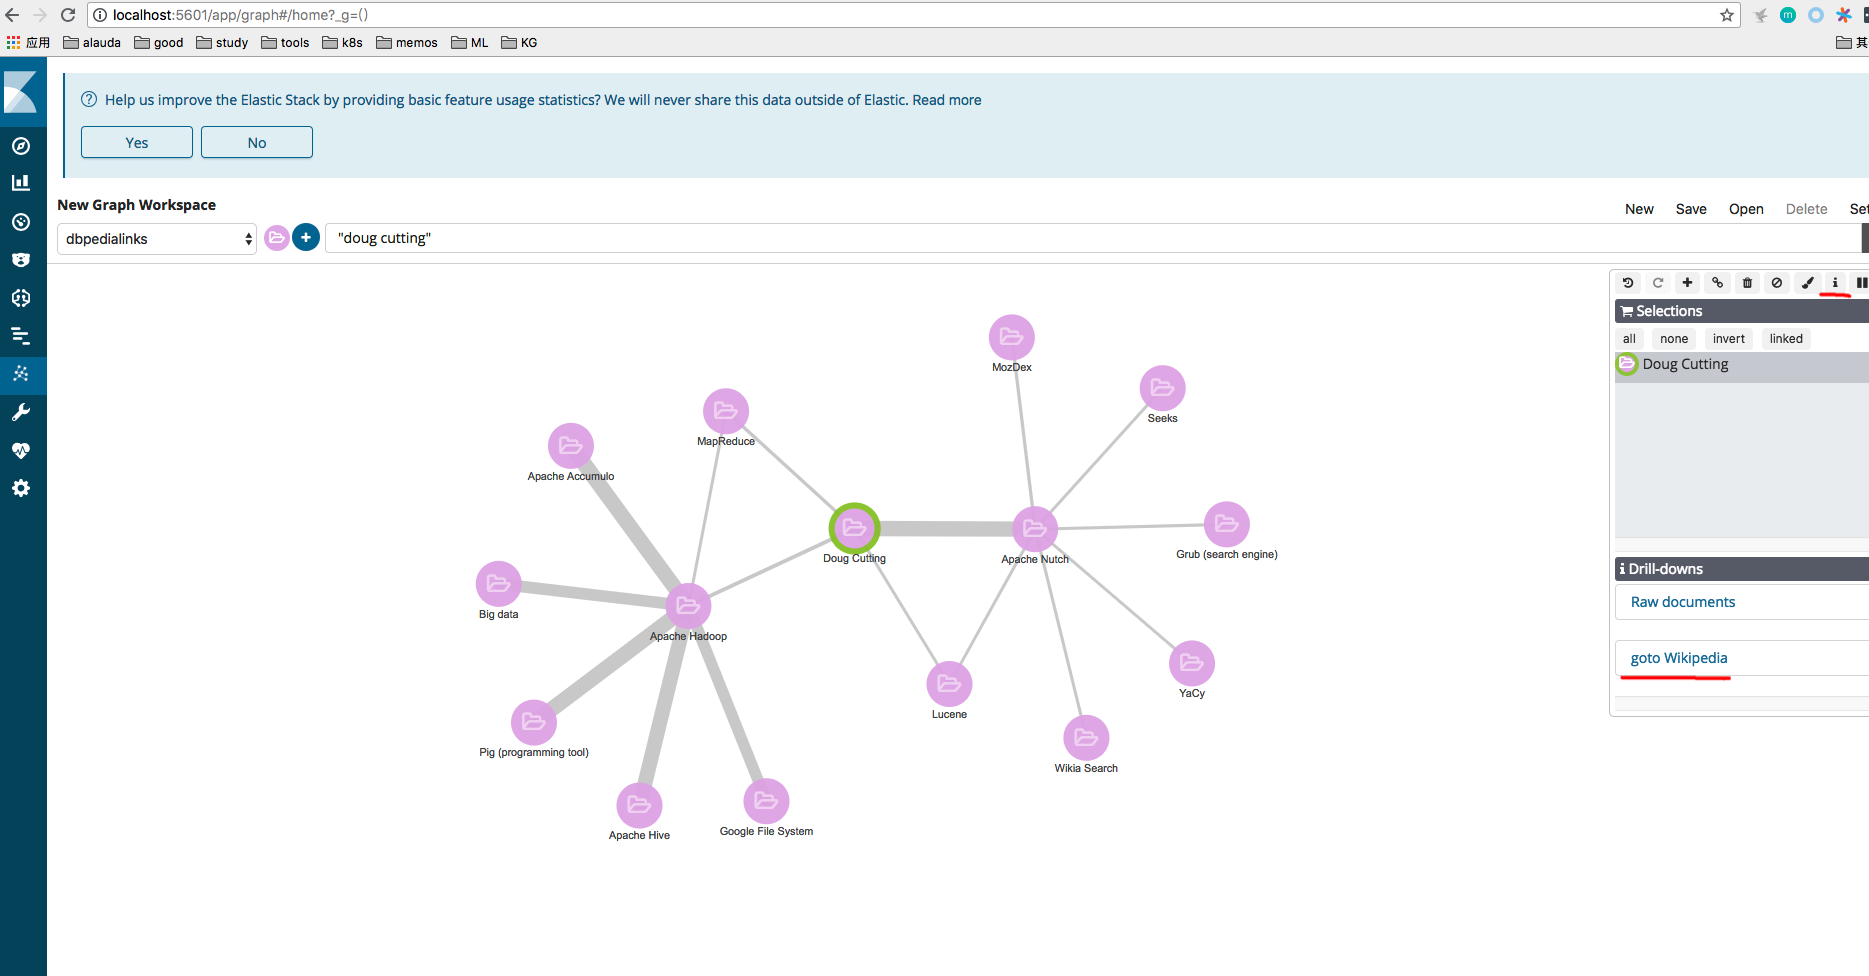 localhost:5601/app/graph#/home?_g=()
应用 alauda good study tools k8s memos ML KG 其
Help us improve the Elastic Stack by providing basic feature usage statistics? We will never share this data outside of Elastic. Read more
Yes No
New Graph Workspace
New Save Open Delete Set
dbpedialinks "doug cutting"
Selections
all none invert linked
Doug Cutting
MozDex
Seeks
MapReduce
Apache Accumulo
Doug Cutting
Apache Nutch
Grub (search engine)
Big data
Apache Hadoop
YaCy
Lucene
Pig (programming tool)
Wikia Search
Apache Hive
Google File System
Drill-downs
Raw documents
goto Wikipedia